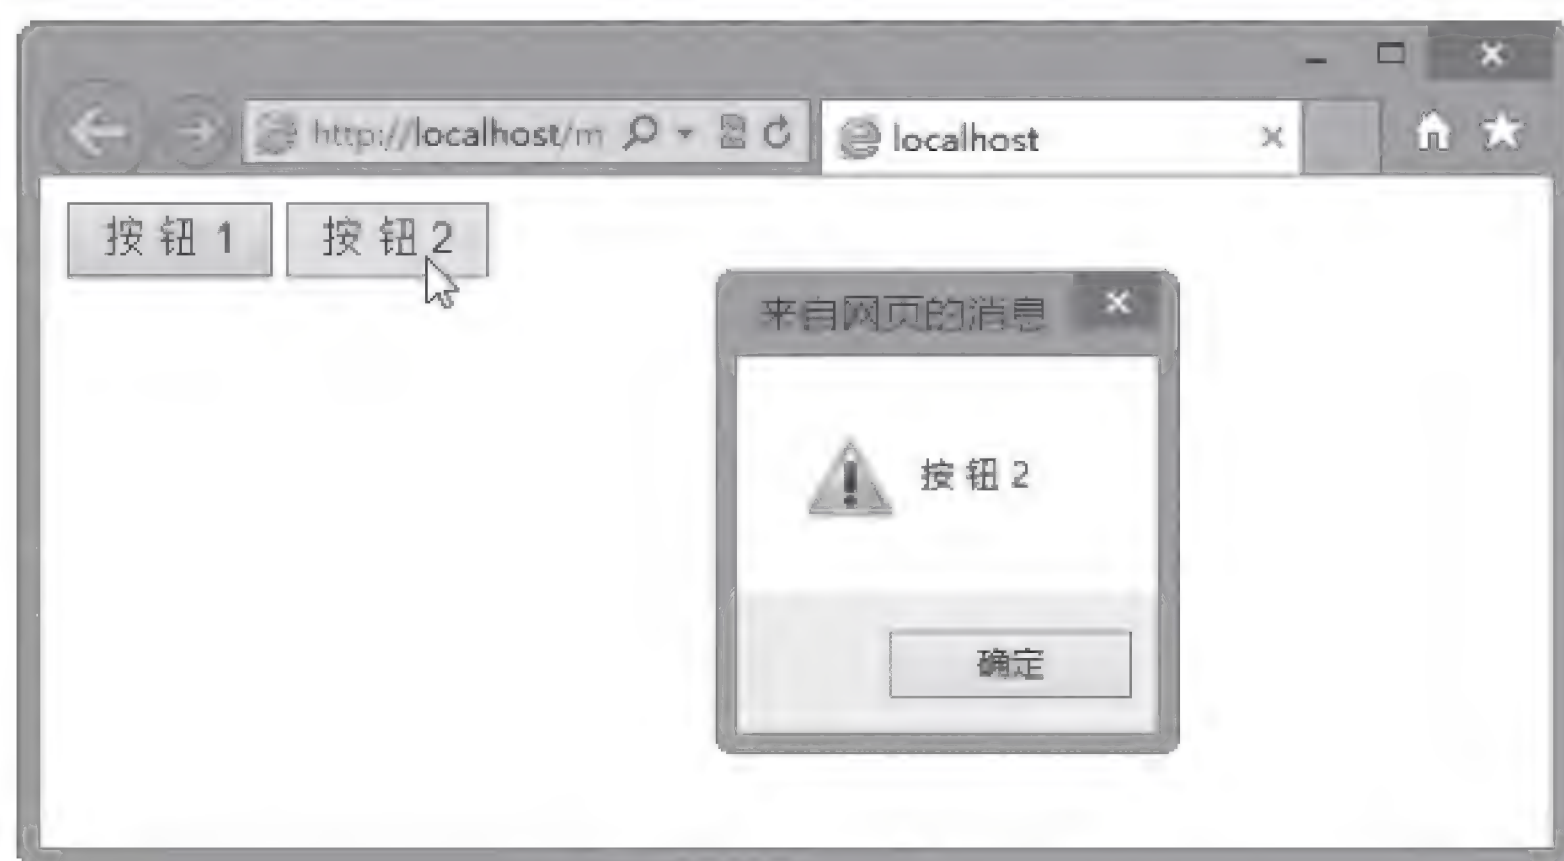 http://localhost/m
localhost
按 钮 1
按 钮 2
来自网页的消息
按 钮 2
确定